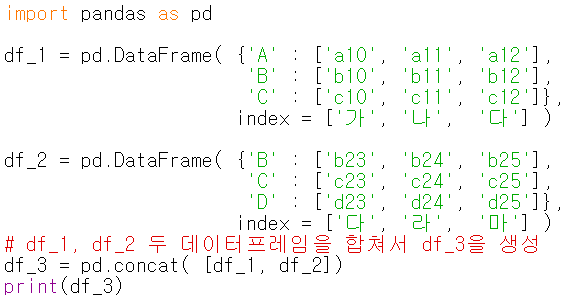 import pandas as pd
df_1 = pd.DataFrame( {'A' : ['a10', 'a11', 'a12'],
'B' : ['b10', 'b11', 'b12'],
'C' : ['c10', 'c11', 'c12']},
index = ['가', '나', '다'] )
df_2 = pd.DataFrame( {'B' : ['b23', 'b24', 'b25'],
'C' : ['c23', 'c24', 'c25'],
'D' : ['d23', 'd24', 'd25']},
index = ['다', '라', '마'] )
# df_1, df_2 두 데이터프레임을 합쳐서 df_3을 생성
df_3 = pd.concat( [df_1, df_2])
print(df_3)